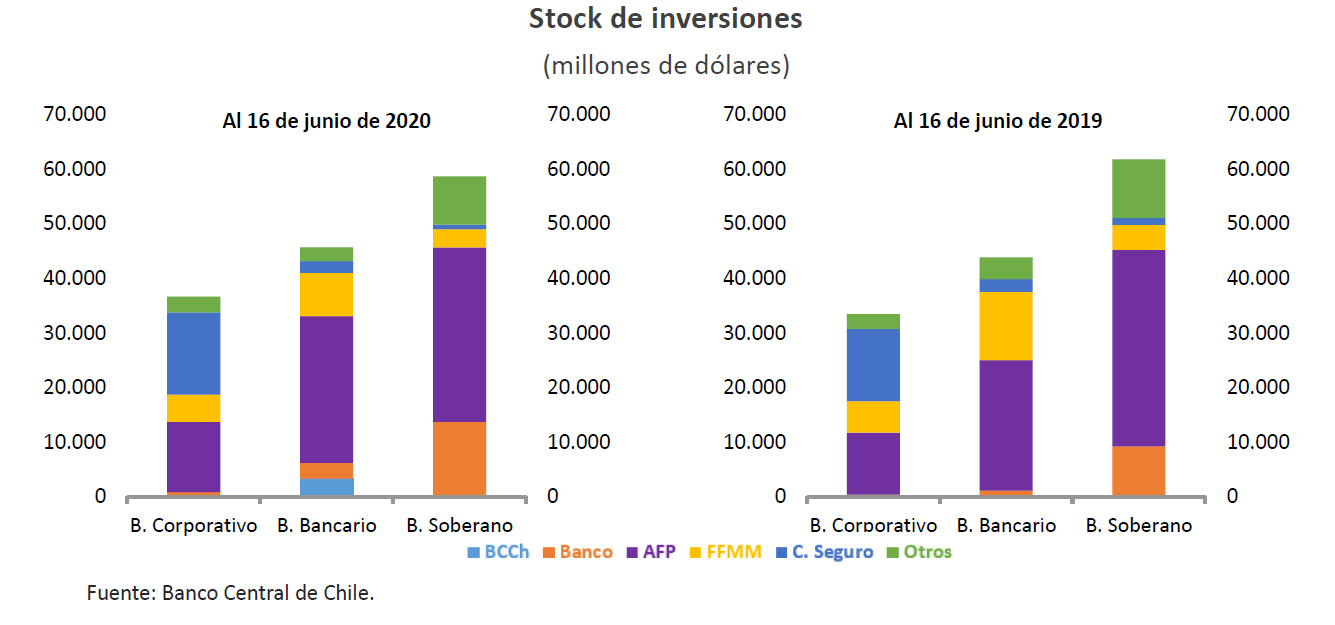 Stock de inversiones
(millones de dólares)
Al 16 de junio de 2020
70.000
60.000
50.000
40.000
30.000
20.000
10.000
0
70.000
60.000
50.000
40.000
30.000
20.000
10.000
0
B. Corporativo
B. Bancario
B. Soberano
Al 16 de junio de 2019
70.000
60.000
50.000
40.000
30.000
20.000
10.000
0
70.000
60.000
50.000
40.000
30.000
20.000
10.000
0
B. Corporativo
B. Bancario
B. Soberano
BCCh Banco AFP FFMM C. Seguro Otros
Fuente: Banco Central de Chile.